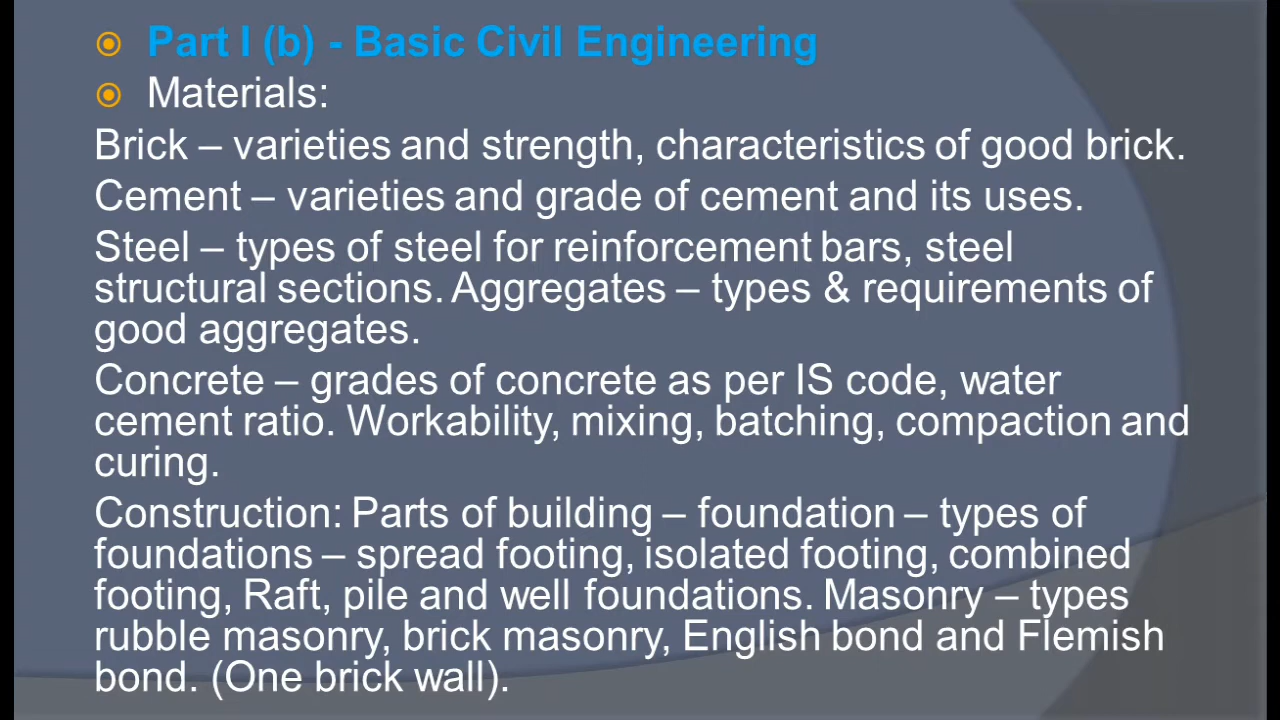 Part I (b) - Basic Civil Engineering
Materials:
Brick – varieties and strength, characteristics of good brick.
Cement – varieties and grade of cement and its uses.
Steel – types of steel for reinforcement bars, steel
structural sections. Aggregates – types & requirements of
good aggregates.
Concrete – grades of concrete as per IS code, water
cement ratio. Workability, mixing, batching, compaction and
curing.
Construction: Parts of building – foundation – types of
foundations – spread footing, isolated footing, combined
footing, Raft, pile and well foundations. Masonry – types
rubble masonry, brick masonry, English bond and Flemish
bond. (One brick wall).